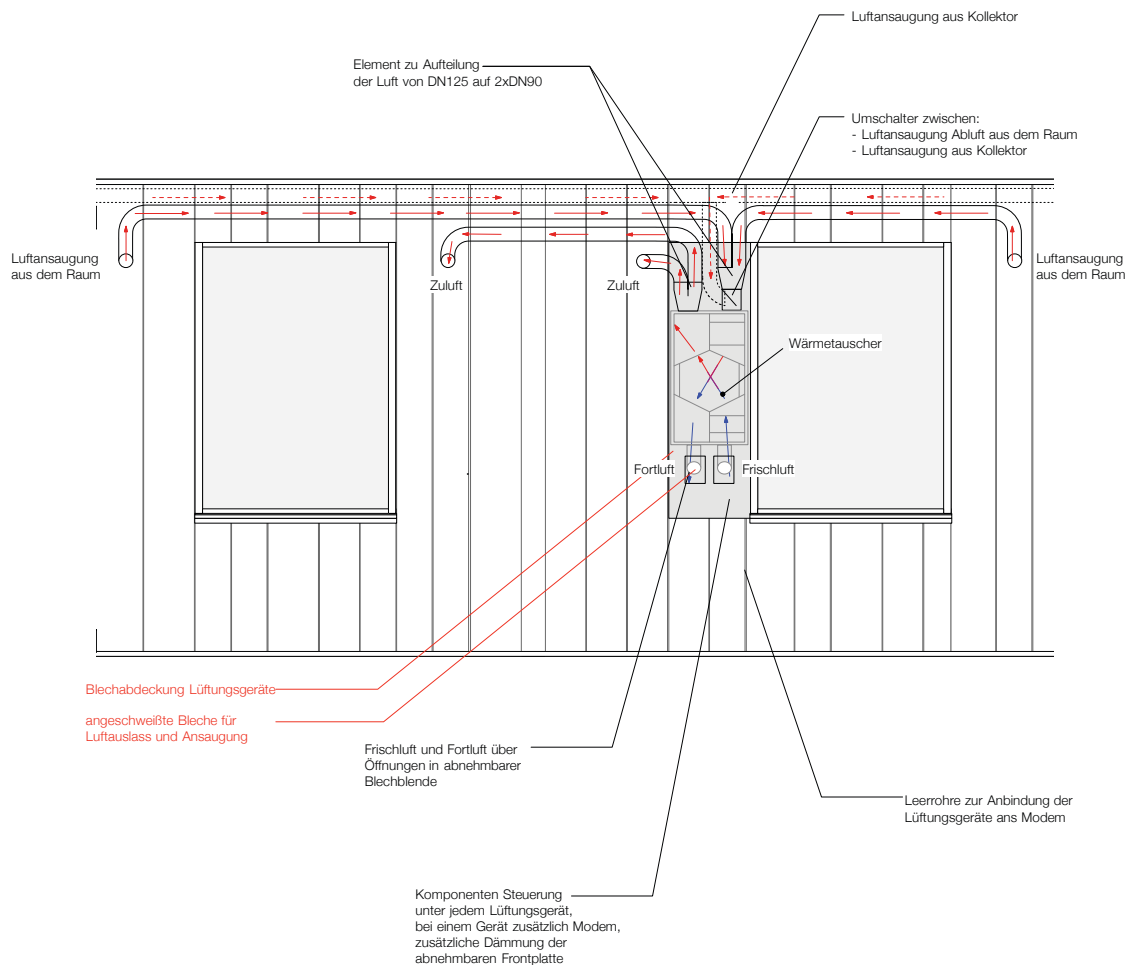 Luftansaugung aus Kollektor
Element zu Aufteilung
der Luft von DN125 auf 2xDN90
Umschalter zwischen:
- Luftansaugung Abluft aus dem Raum
- Luftansaugung aus Kollektor
Luftansaugung
aus dem Raum
Zuluft
Zuluft
Luftansaugung
aus dem Raum
Wärmetauscher
Fortluft
Frischluft
Blechabdeckung Lüftungsgeräte
angeschweißte Bleche für
Luftauslass und Ansaugung
Frischluft und Fortluft über
Öffnungen in abnehmbarer
Blechblende
Leerrohre zur Anbindung der
Lüftungsgeräte ans Modem
Komponenten Steuerung
unter jedem Lüftungsgerät,
bei einem Gerät zusätzlich Modem,
zusätzliche Dämmung der
abnehmbaren Frontplatte